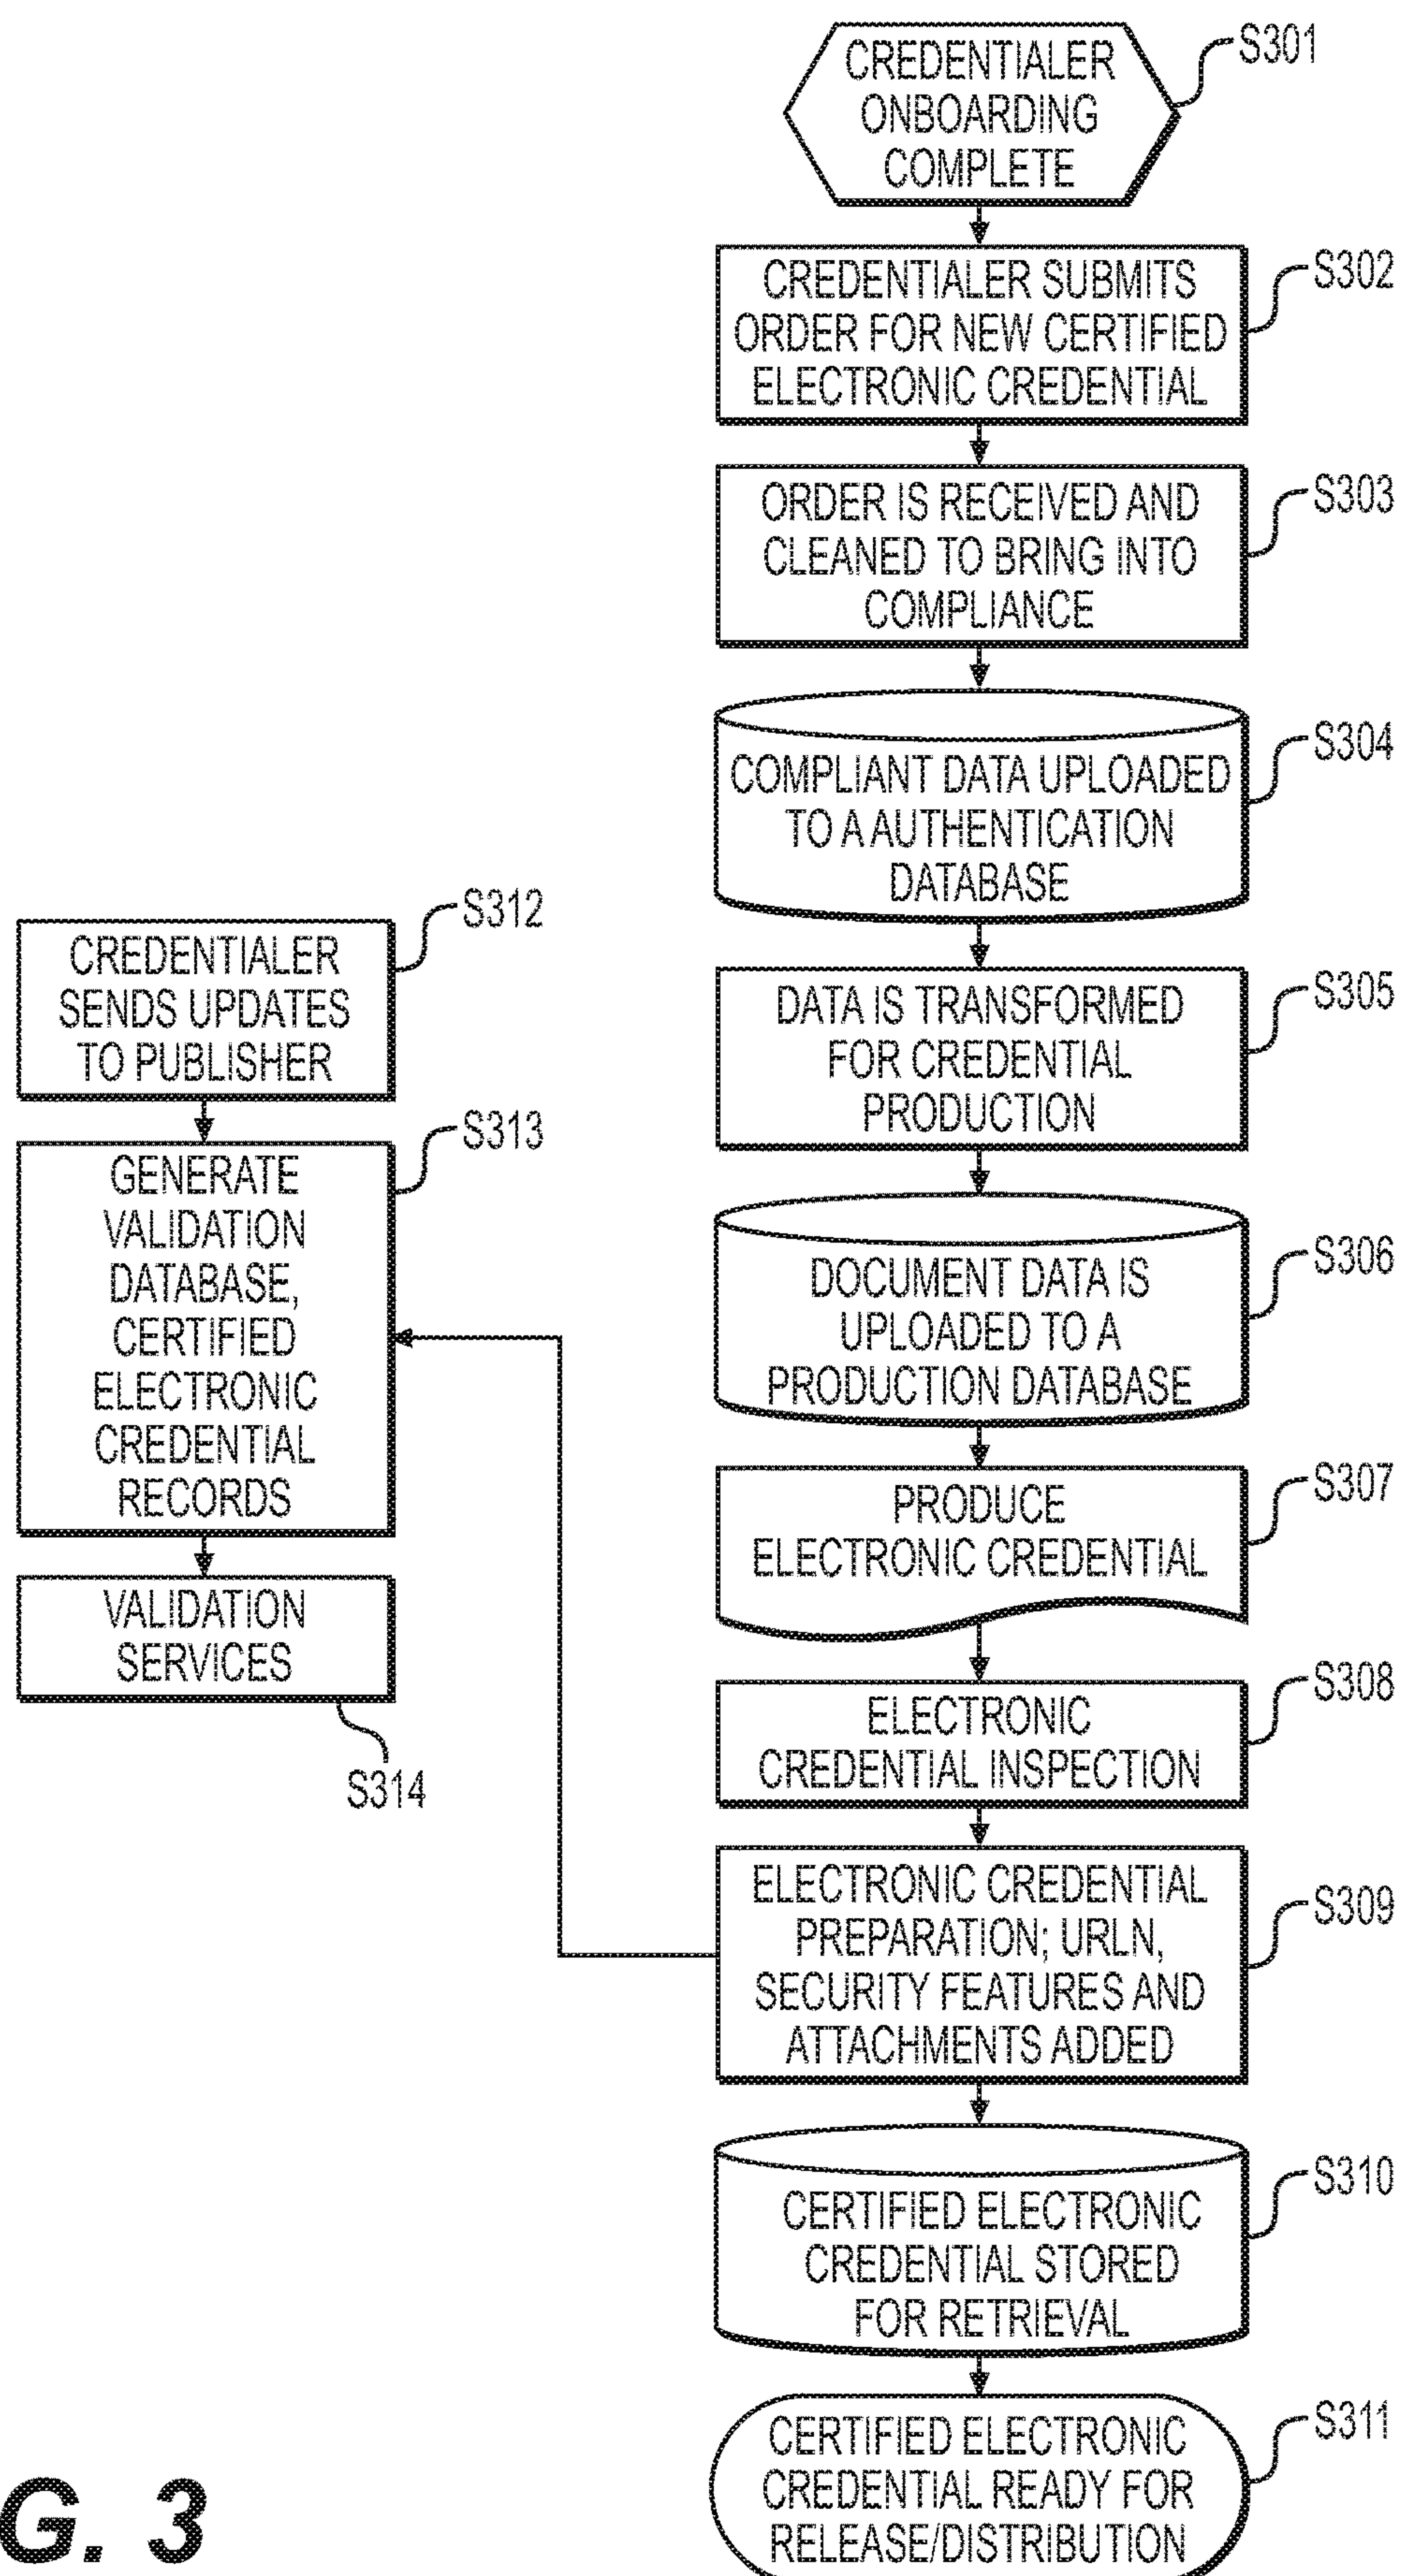 CREDENTIALER
ONBOARDING
COMPLETE
S301
CREDENTIALER SUBMITS
ORDER FOR NEW CERTIFIED
ELECTRONIC CREDENTIAL
S302
ORDER IS RECEIVED AND
CLEANED TO BRING INTO
COMPLIANCE
S303
COMPLIANT DATA UPLOADED
TO A AUTHENTICATION
DATABASE
S304
DATA IS TRANSFORMED
FOR CREDENTIAL
PRODUCTION
S305
DOCUMENT DATA IS
UPLOADED TO A
PRODUCTION DATABASE
S306
PRODUCE
ELECTRONIC CREDENTIAL
S307
ELECTRONIC
CREDENTIAL INSPECTION
S308
ELECTRONIC CREDENTIAL
PREPARATION; URLN,
SECURITY FEATURES AND
ATTACHMENTS ADDED
S309
CERTIFIED ELECTRONIC
CREDENTIAL STORED
FOR RETRIEVAL
S310
CERTIFIED ELECTRONIC
CREDENTIAL READY FOR
RELEASE/DISTRIBUTION
S311
CREDENTIALER
SENDS UPDATES
TO PUBLISHER
S312
GENERATE
VALIDATION
DATABASE,
CERTIFIED
ELECTRONIC
CREDENTIAL
RECORDS
S313
VALIDATION
SERVICES
S314
G. 3